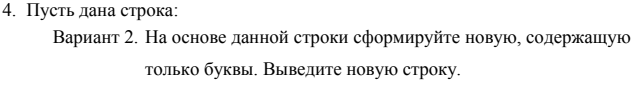 4. Пусть дана строка:
Вариант 2. На основе данной строки сформируйте новую, содержащую
только буквы. Выведите новую строку.